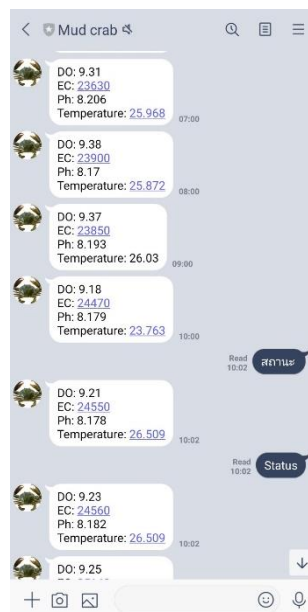 Mud crab
DO: 9.31
EC: 23630
Ph: 8.206
Temperature: 25.968
07:00
DO: 9.38
EC: 23900
Ph: 8.17
Temperature: 25.872
08:00
DO: 9.37
EC: 23850
Ph: 8.193
Temperature: 26.03
09:00
DO: 9.18
EC: 24470
Ph: 8.179
Temperature: 23.763
10:00
Read
10:02
สถานะ
DO: 9.21
EC: 24550
Ph: 8.178
Temperature: 26.509
10:02
Read
10:02
Status
DO: 9.23
EC: 24560
Ph: 8.182
Temperature: 26.509
10:02
DO: 9.25